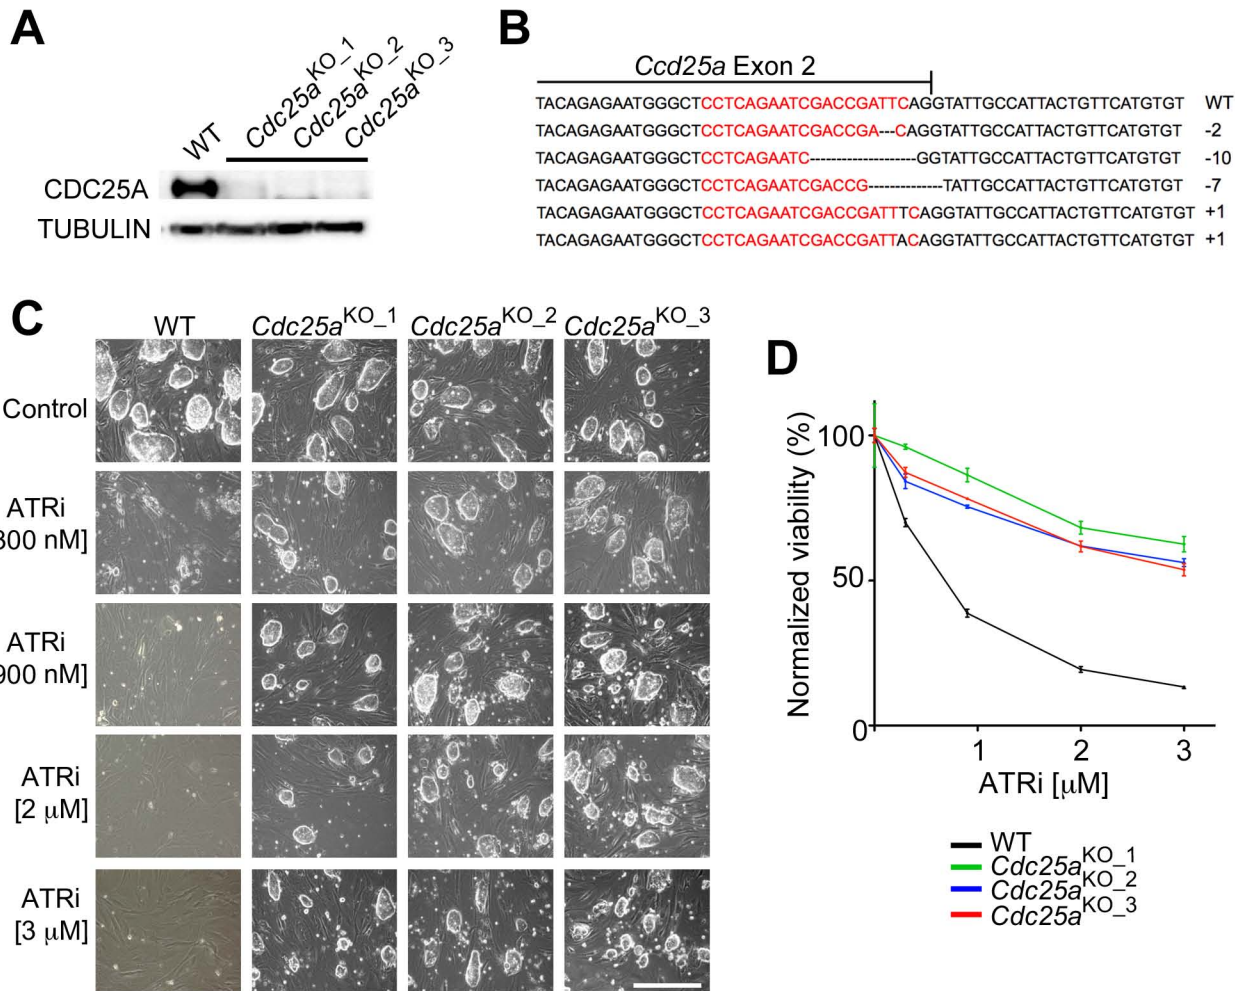 A
WT
Cdc25a KO_1
Cdc25a KO_2
Cdc25a KO_3
CDC25A
TUBULIN
B
Ccd25a Exon 2
TACAGAGAATGGGCTCCTCAGAATCGACCGATTCAGGTATTGCCATTACTGTTCATGTGT WT
TACAGAGAATGGGCTCCTCAGAATCGACCGA---CAGGTATTGCCATTACTGTTCATGTGT -2
TACAGAGAATGGGCTCCTCAGAATC-------------------GGTATTGCCATTACTGTTCATGTGT -10
TACAGAGAATGGGCTCCTCAGAATCGACCG-------------TATTGCCATTACTGTTCATGTGT -7
TACAGAGAATGGGCTCCTCAGAATCGACCGATTTCAGGTATTGCCATTACTGTTCATGTGT +1
TACAGAGAATGGGCTCCTCAGAATCGACCGATTACAGGTATTGCCATTACTGTTCATGTGT +1
C
WT Cdc25a KO_1 Cdc25a KO_2 Cdc25a KO_3
Control
ATRi
300 nM]
ATRi
900 nM]
ATRi
[2 μM]
ATRi
[3 μM]
D
Normalized viability (%)
100
50
0
1 2 3
ATRi [μM]
WT
Cdc25a KO_1
Cdc25a KO_2
Cdc25a KO_3